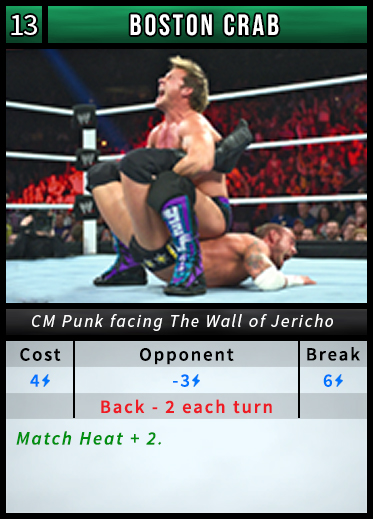 13
BOSTON CRAB
CM Punk facing The Wall of Jericho
Cost Opponent Break
4 -3 6
Back - 2 each turn
Match Heat + 2.